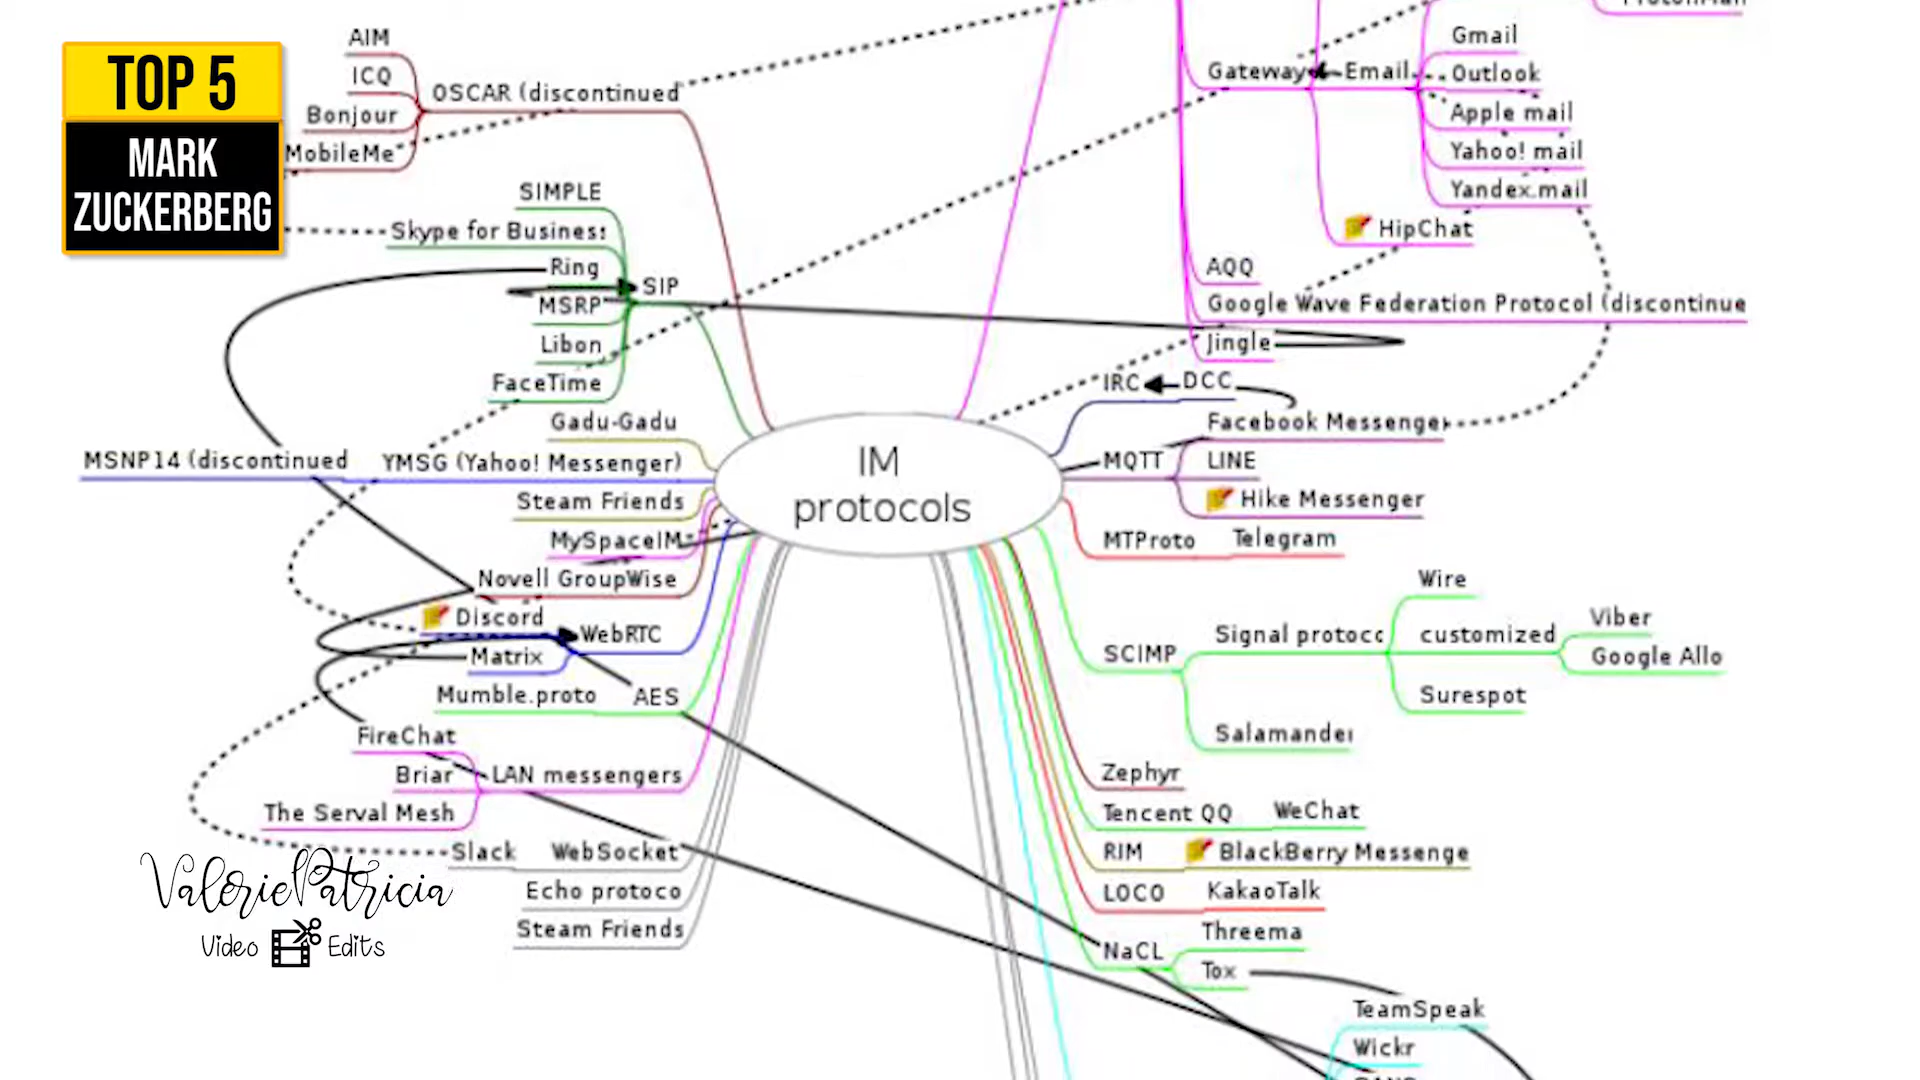 TOP 5
MARK
ZUCKERBERG
AIM
ICQ
Bonjour
MobileMe
OSCAR (discontinued
SIMPLE
Skype for Busines
Ring
SIP
MSRP
Libon
FaceTime
Gadu-Gadu
MSNP14 (discontinued
YMSG (Yahoo! Messenger)
Steam Friends
MySpaceIM
Novell GroupWise
Discord
WebRTC
Matrix
Mumble.proto
AES
FireChat
Briar
LAN messengers
The Serval Mesh
Slack
WebSocket
Echo protoco
Steam Friends
IM
protocols
Gateway
Email
Gmail
Outlook
Apple mail
Yahoo! mail
Yandex.mail
HipChat
AQQ
Google Wave Federation Protocol (discontinue
Jingle
IRC
DCC
Facebook Messenge
MQTT
LINE
Hike Messenger
MTProto
Telegram
SCIMP
Signal protoc
Wire
customized
Viber
Google Allo
Surespot
Salamande
Zephyr
Tencent QQ
WeChat
RIM
BlackBerry Messenge
LOCO
KakaoTalk
NaCL
Threema
Tox
TeamSpeak
Wickr
ValeriePatricia
Video Edits